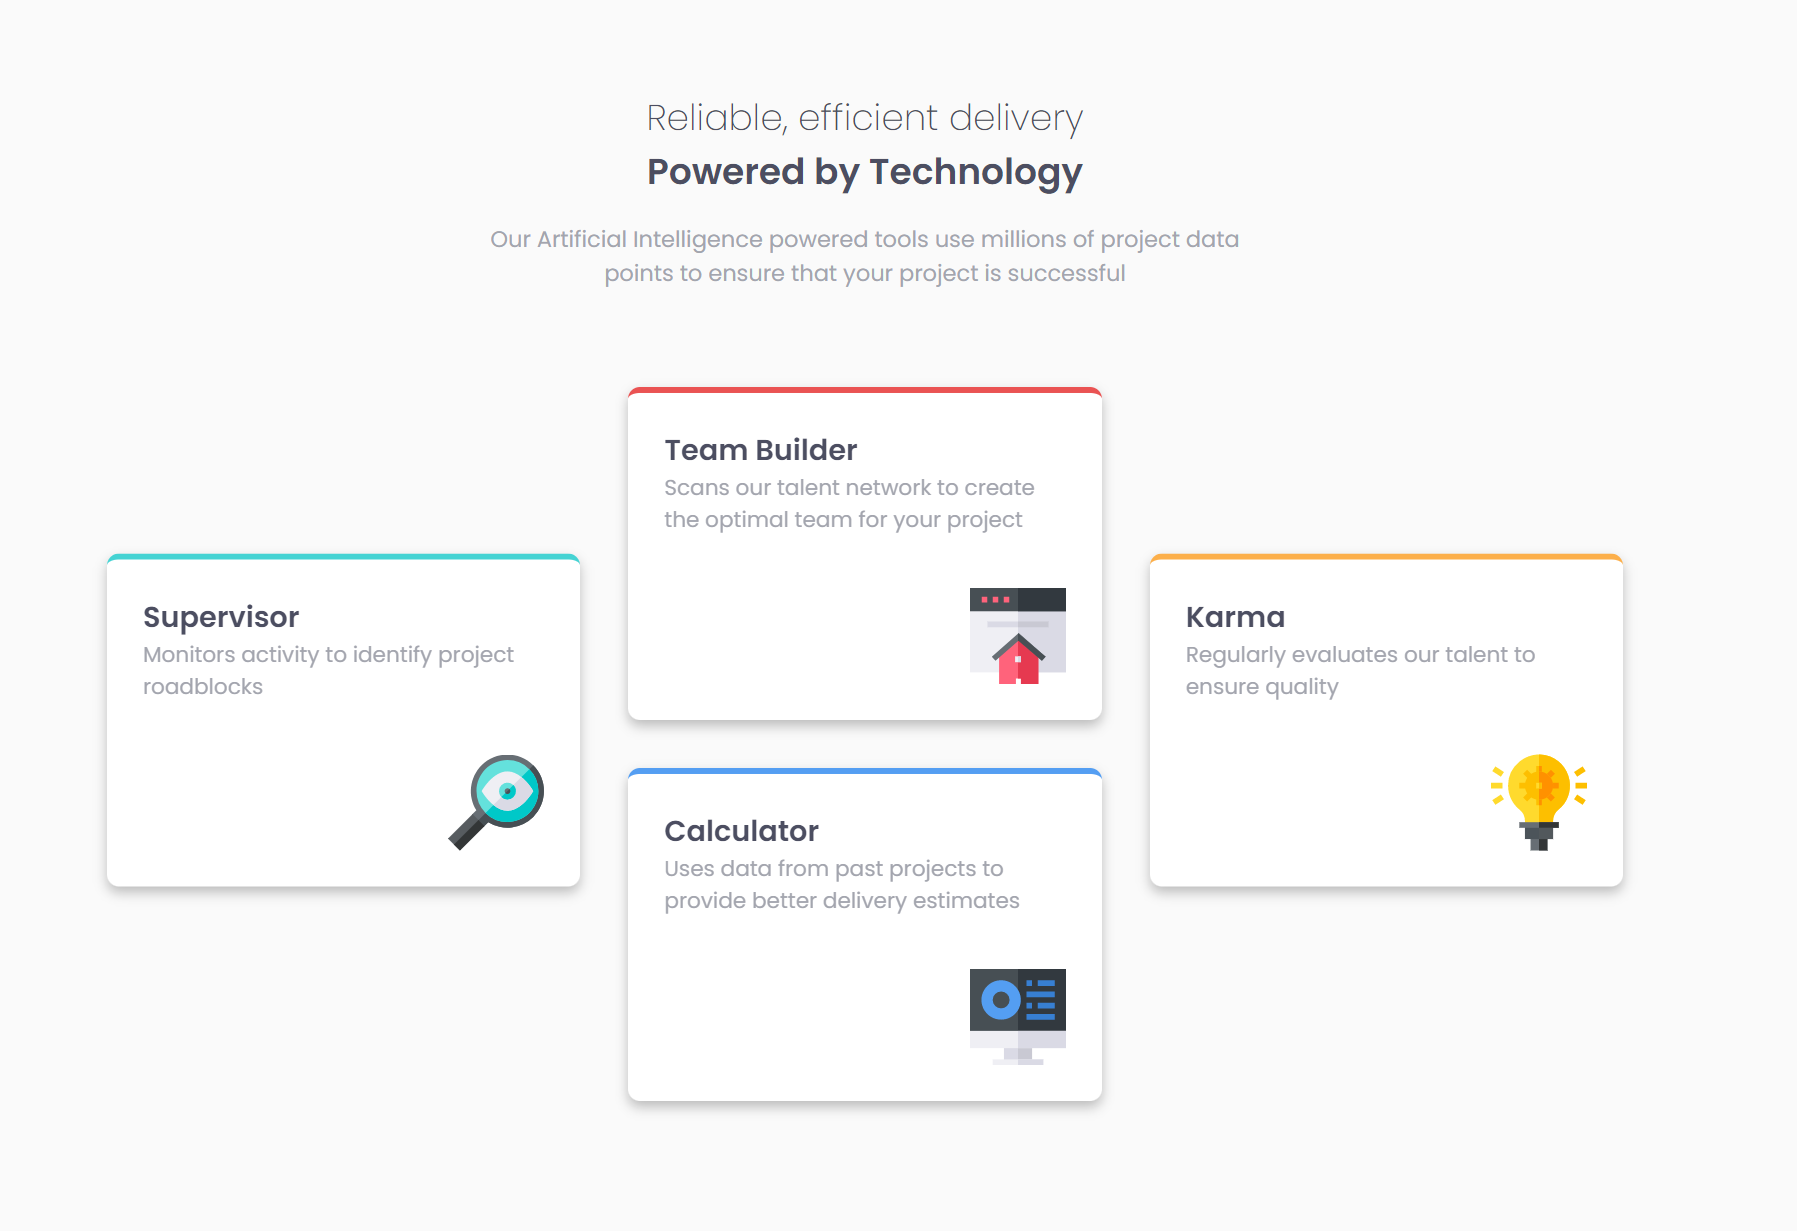 Reliable, efficient delivery
Powered by Technology
Our Artificial Intelligence powered tools use millions of project data
points to ensure that your project is successful
Supervisor
Monitors activity to identify project
roadblocks
Team Builder
Scans our talent network to create
the optimal team for your project
Calculator
Uses data from past projects to
provide better delivery estimates
Karma
Regularly evaluates our talent to
ensure quality